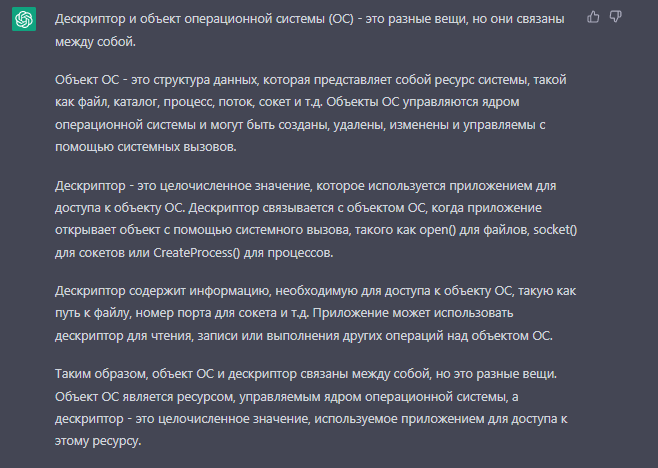 Дескриптор и объект операционной системы (ОС) - это разные вещи, но они связаны
между собой.
Объект ОС - это структура данных, которая представляет собой ресурс системы, такой
как файл, каталог, процесс, поток, сокет и т.д. Объекты ОС управляются ядром
операционной системы и могут быть созданы, удалены, изменены и управляемы с
помощью системных вызовов.
Дескриптор - это целочисленное значение, которое используется приложением для
доступа к объекту ОС. Дескриптор связывается с объектом ОС, когда приложение
открывает объект с помощью системного вызова, такого как open() для файлов, socket()
для сокетов или CreateProcess() для процессов.
Дескриптор содержит информацию, необходимую для доступа к объекту ОС, такую как
путь к файлу, номер порта для сокета и т.д. Приложение может использовать
дескриптор для чтения, записи или выполнения других операций над объектом ОС.
Таким образом, объект ОС и дескриптор связаны между собой, но это разные вещи.
Объект ОС является ресурсом, управляемым ядром операционной системы, а
дескриптор - это целочисленное значение, используемое приложением для доступа к
этому ресурсу.